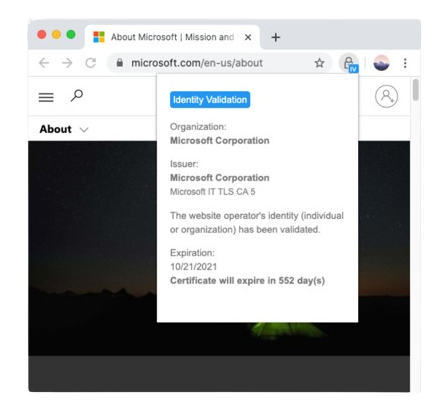 About Microsoft | Mission and
microsoft.com/en-us/about
IV
About
Identity Validation
Organization:
Microsoft Corporation
Issuer:
Microsoft Corporation
Microsoft IT TLS CA 5
The website operator's identity (individual
or organization) has been validated.
Expiration:
10/21/2021
Certificate will expire in 552 day(s)